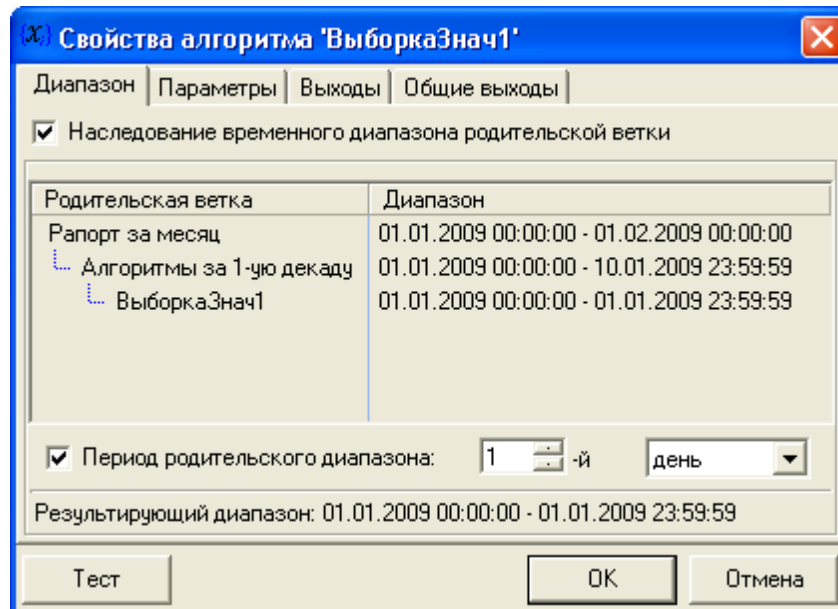 {X} Свойства алгоритма 'ВыборкаЗнач1'
Диапазон Параметры Выходы Общие выходы
Наследование временного диапазона родительской ветки
Родительская ветка Диапазон
Рапорт за месяц 01.01.2009 00:00:00 - 01.02.2009 00:00:00
Алгоритмы за 1-ую декаду 01.01.2009 00:00:00 - 10.01.2009 23:59:59
ВыборкаЗнач1 01.01.2009 00:00:00 - 01.01.2009 23:59:59
Период родительского диапазона: 1 -й день
Результирующий диапазон: 01.01.2009 00:00:00 - 01.01.2009 23:59:59
Тест OK Отмена